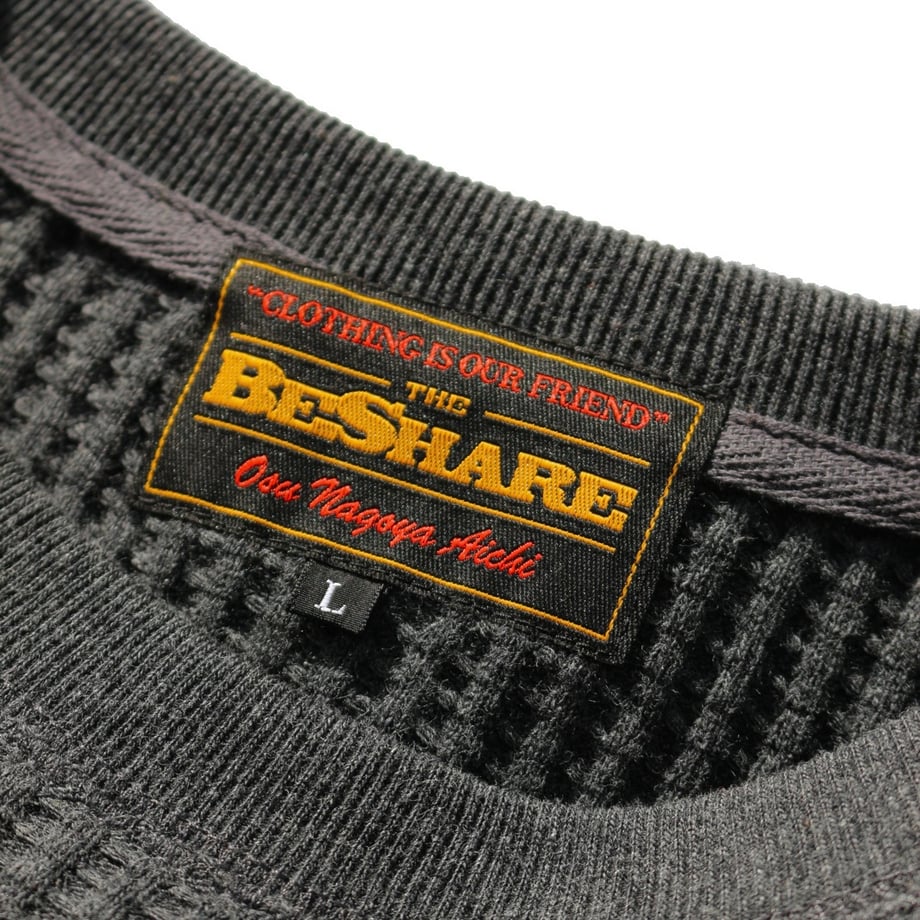 "CLOTHING IS OUR FRIEND"
THE
BESHARE
Osu Nagoya Aichi
L